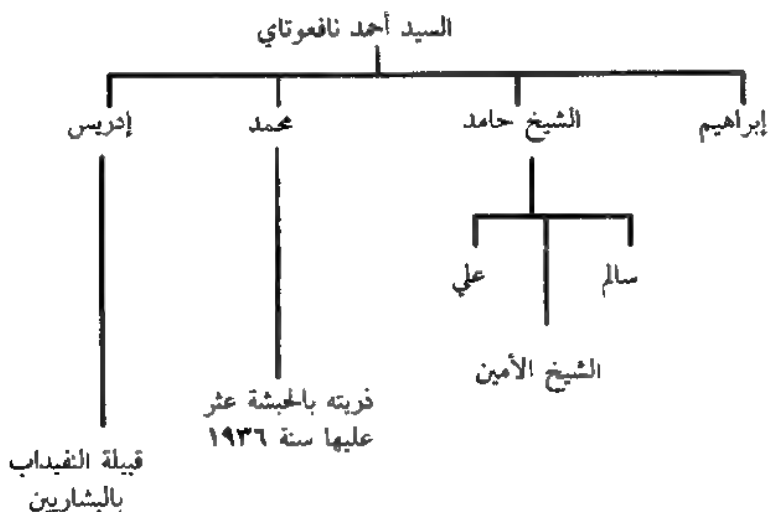 السيد أحمد نافعوتاي
إبراهيم
الشيخ حامد
محمد
إدريس
سالم
علي
الشيخ الأمين
ذريته بالحبشة عثر
عليها سنة ١٩٣٦
قبيلة النفيداب
بالبشاريين